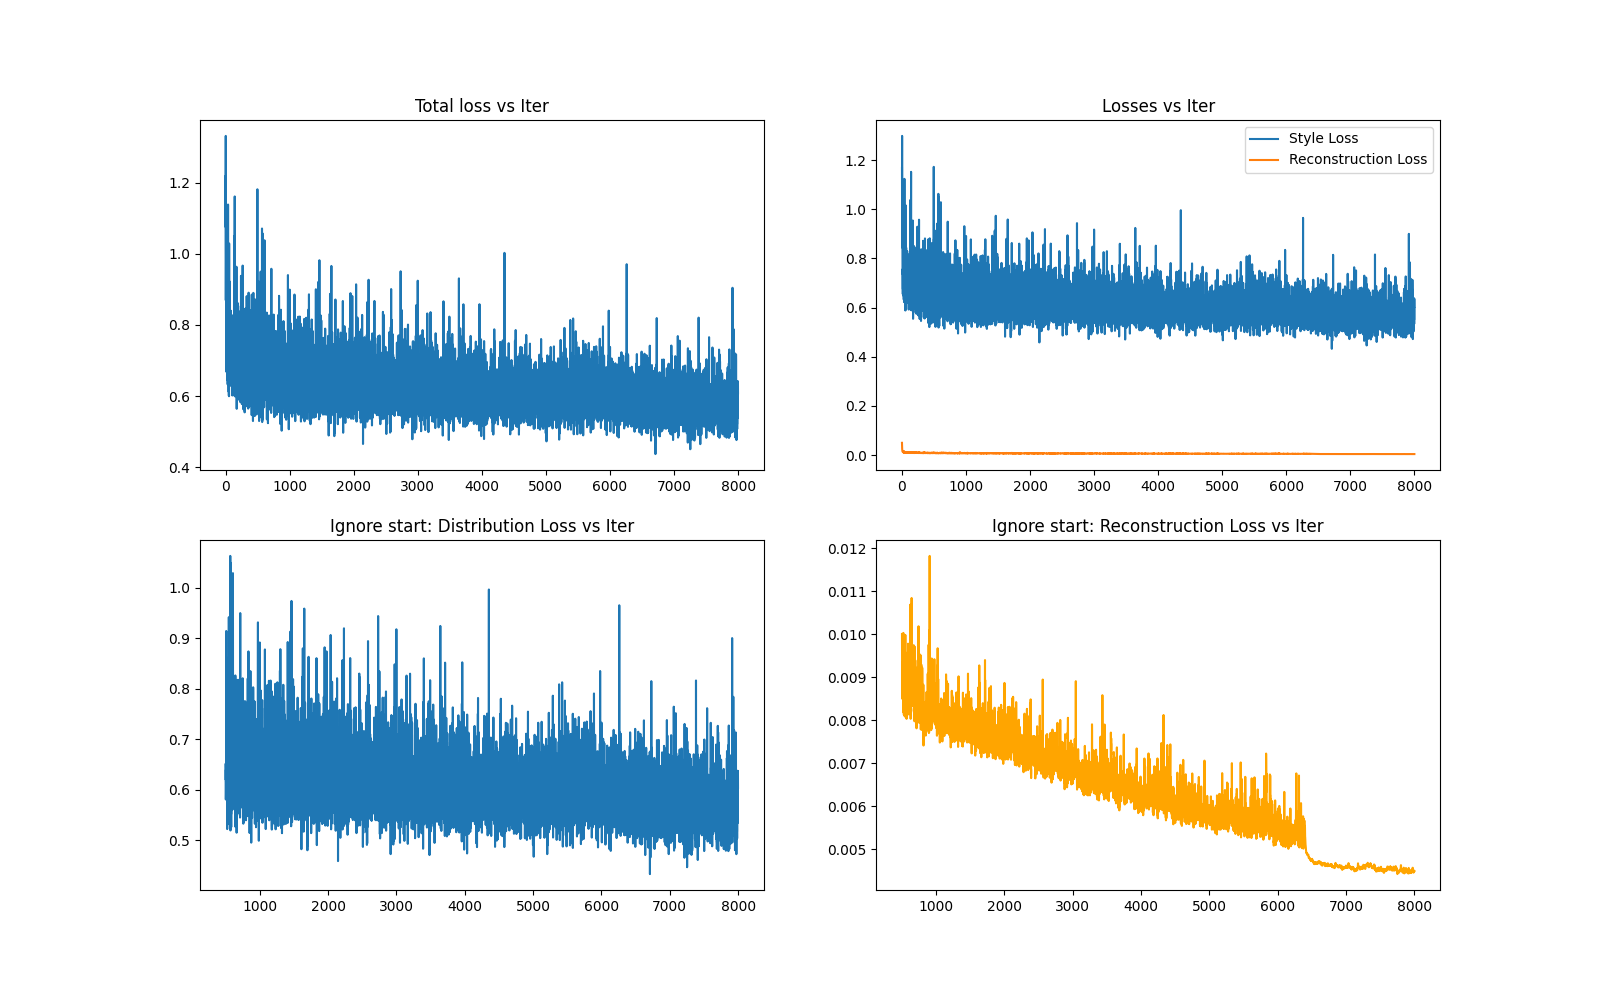 Total loss vs Iter
1.2
1.0
0.8
0.6
0.4
0 1000 2000 3000 4000 5000 6000 7000 8000
Losses vs Iter
Style Loss
Reconstruction Loss
1.2
1.0
0.8
0.6
0.4
0.2
0.0
0 1000 2000 3000 4000 5000 6000 7000 8000
Ignore start: Distribution Loss vs Iter
1.0
0.9
0.8
0.7
0.6
0.5
1000 2000 3000 4000 5000 6000 7000 8000
Ignore start: Reconstruction Loss vs Iter
0.012
0.011
0.010
0.009
0.008
0.007
0.006
0.005
1000 2000 3000 4000 5000 6000 7000 8000